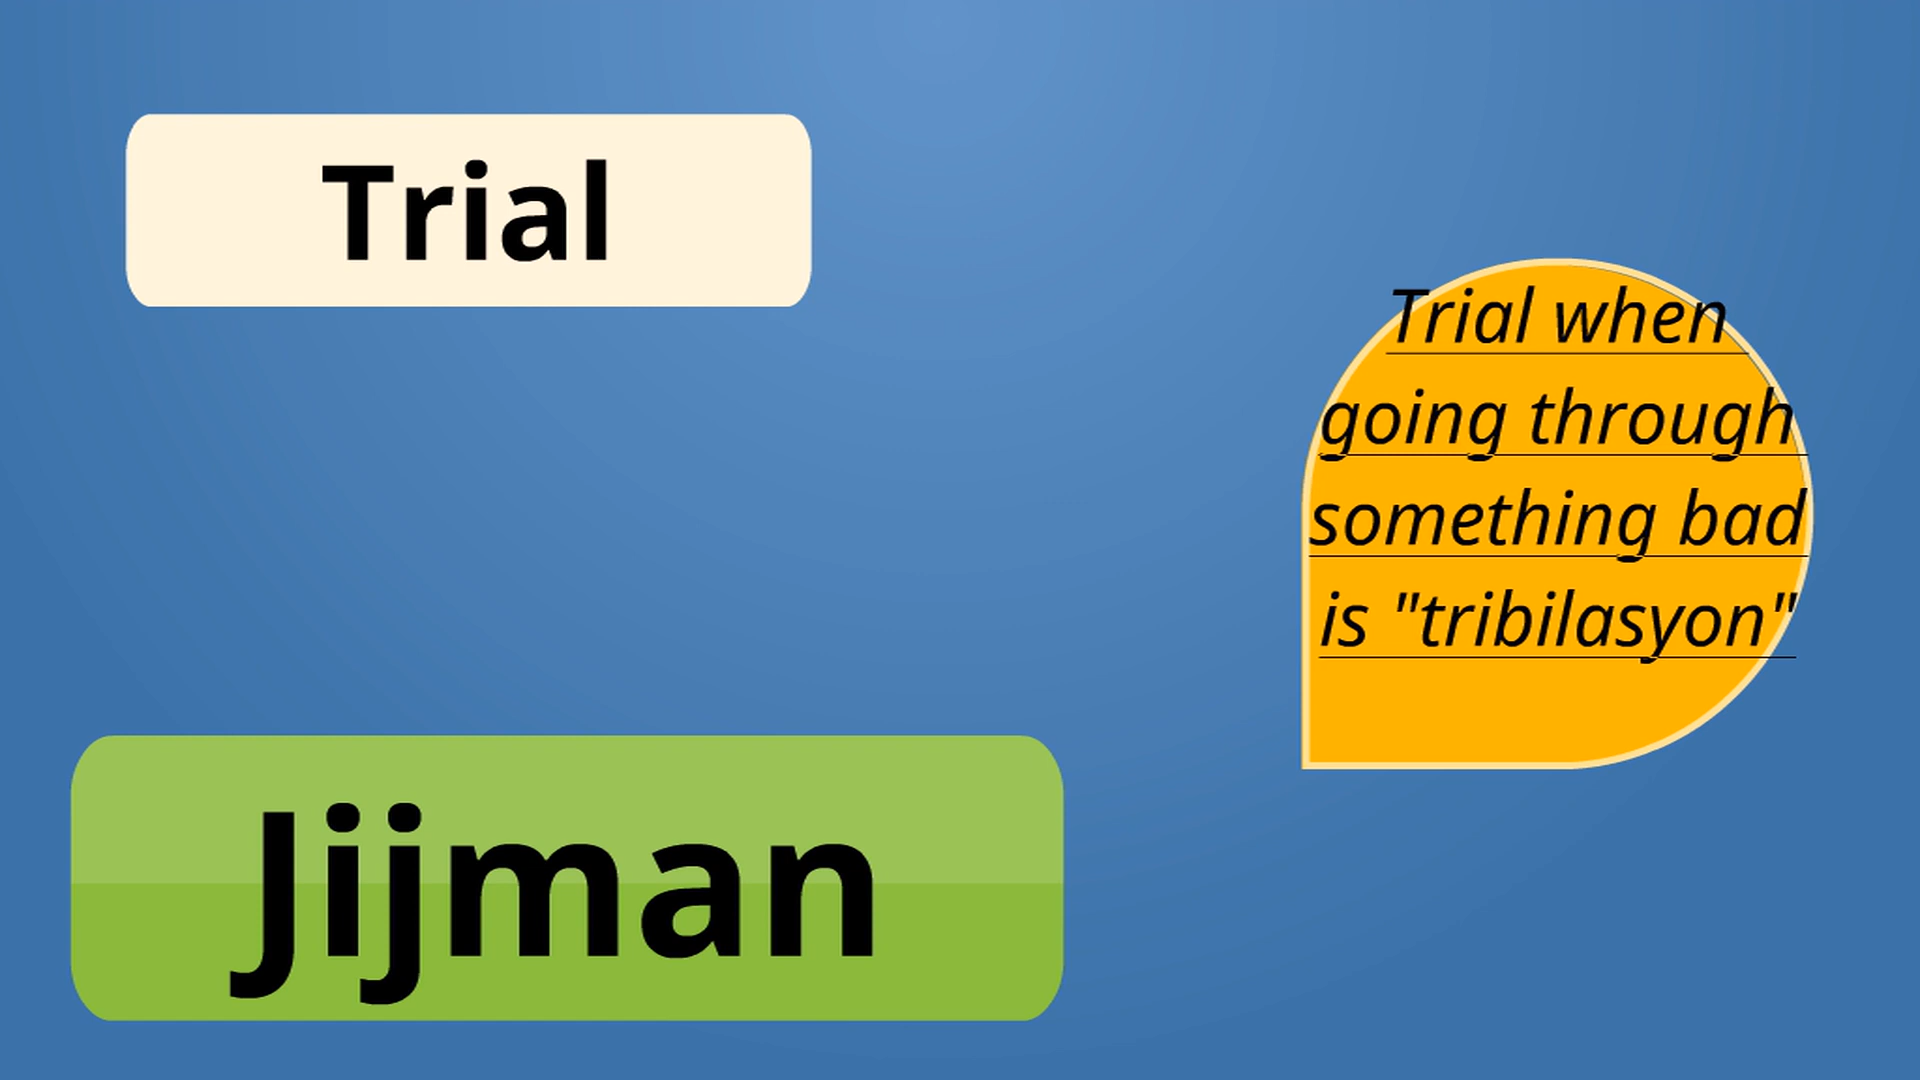 Trial
Trial when
going through
something bad
is "tribilasyon"
Jijman